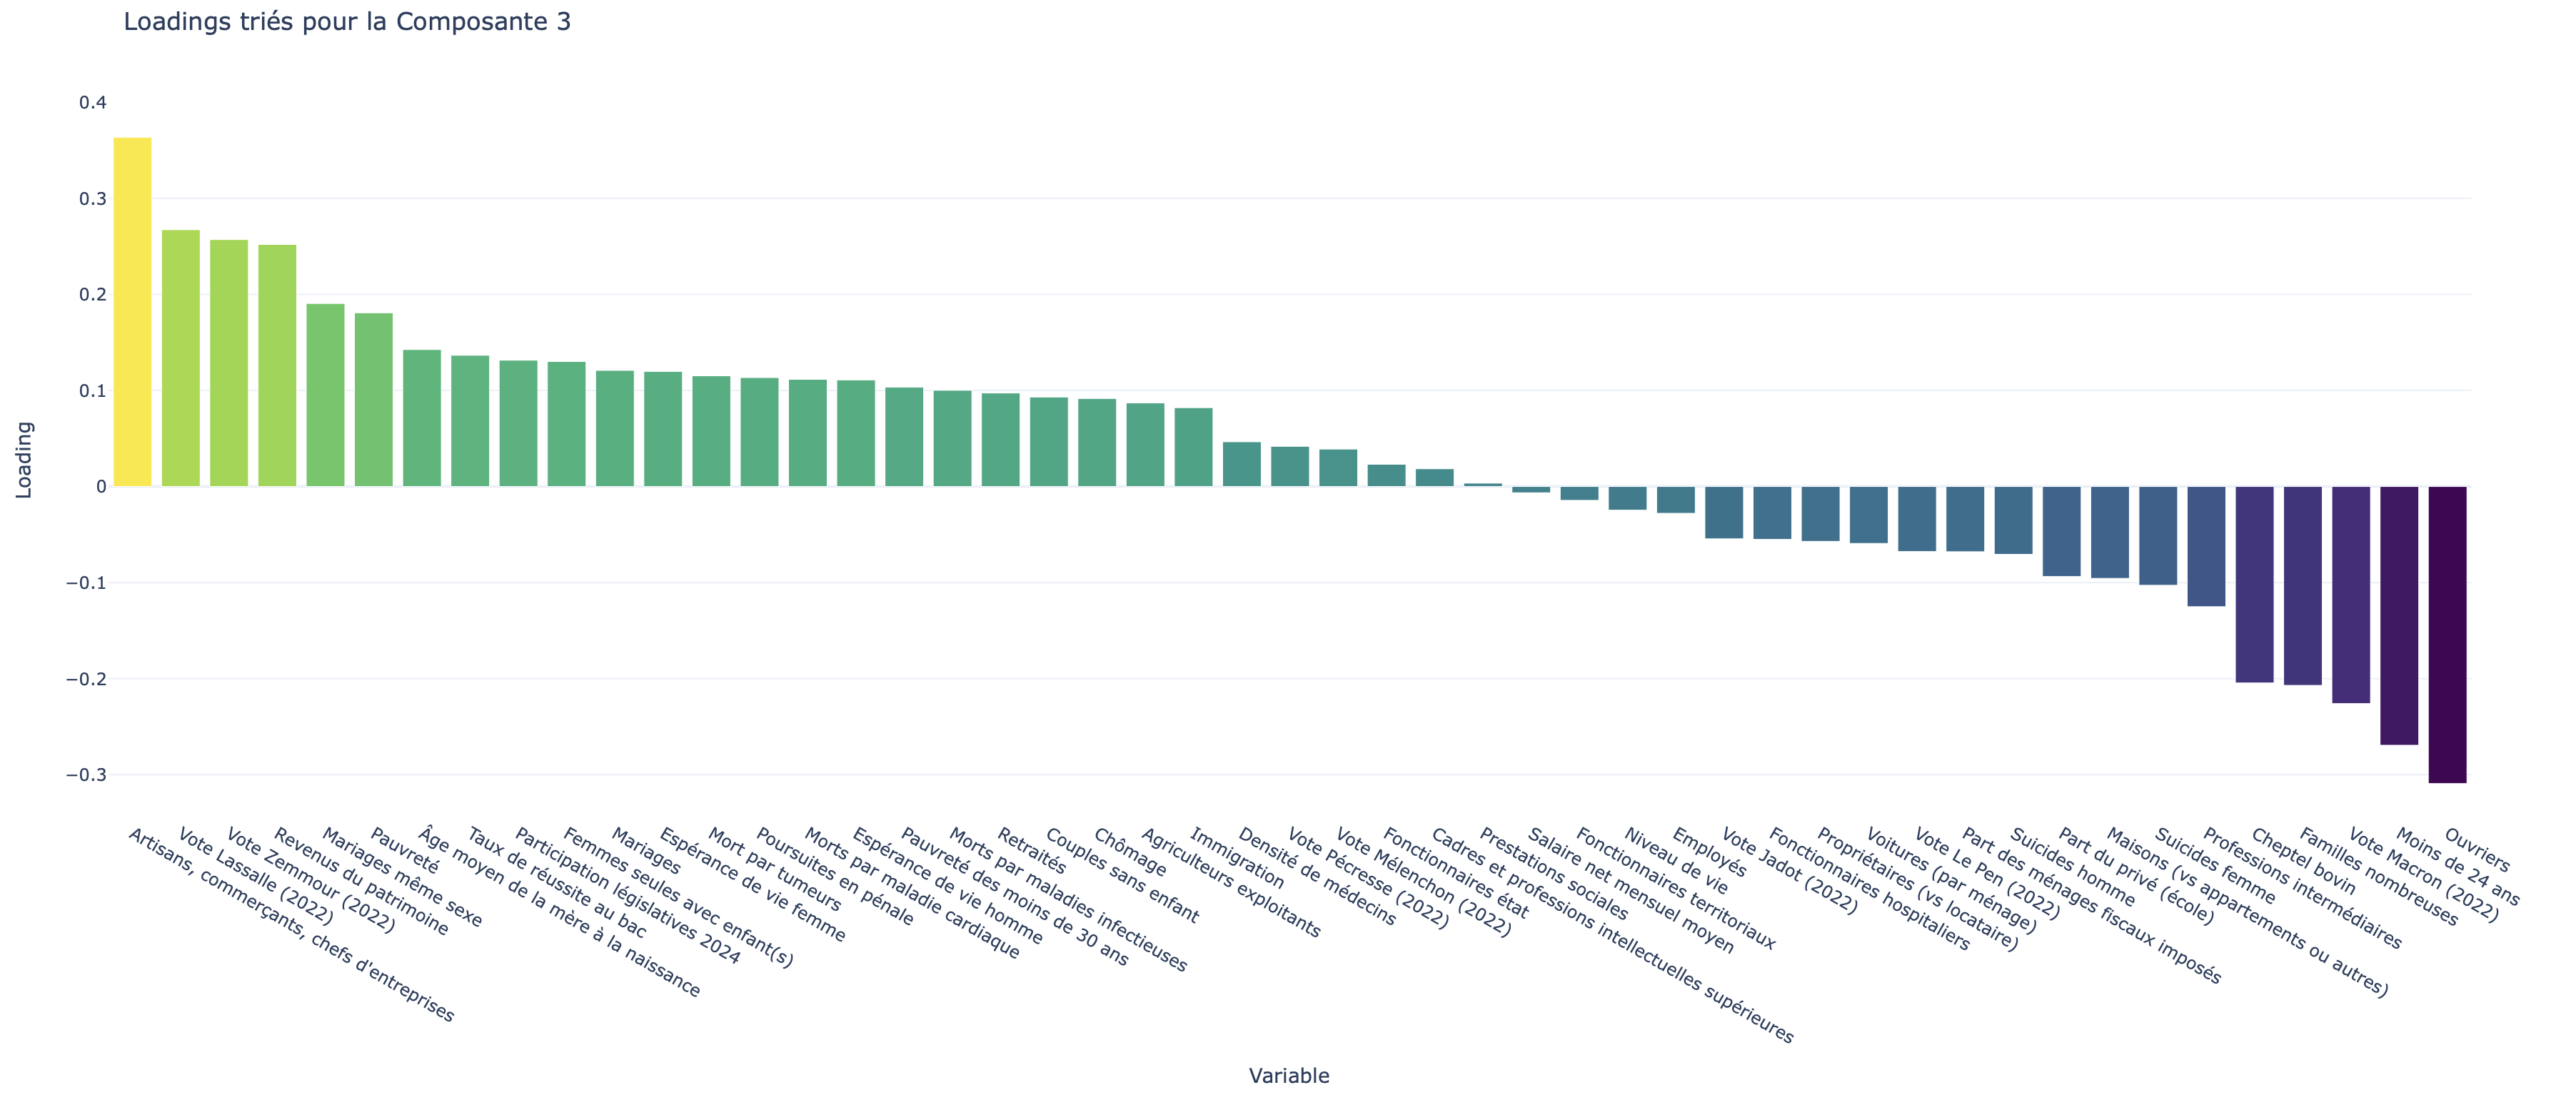 Loadings triés pour la Composante 3
0.4
0.3
0.2
0.1
0
−0.1
−0.2
−0.3
Loading
Artisans, commerçants, chefs d'entreprises
Vote Lassalle (2022)
Vote Zemmour (2022)
Revenus du patrimoine
Mariages même sexe
Pauvreté
Âge moyen de la mère à la naissance
Taux de réussite au bac
Participation législatives 2024
Femmes seules avec enfant(s)
Mariages
Espérance de vie femme
Mort par tumeurs
Poursuites en pénale
Morts par maladie cardiaque
Espérance de vie homme
Pauvreté des moins de 30 ans
Morts par maladies infectieuses
Retraités
Couples sans enfant
Chômage
Agriculteurs exploitants
Immigration
Densité de médecins
Vote Pécresse (2022)
Vote Mélenchon (2022)
Fonctionnaires état
Cadres et professions intellectuelles supérieures
Prestations sociales
Salaire net mensuel moyen
Fonctionnaires territoriaux
Niveau de vie
Employés
Vote Jadot (2022)
Fonctionnaires hospitaliers
Propriétaires (vs locataire)
Voitures (par ménage)
Vote Le Pen (2022)
Part des ménages fiscaux imposés
Suicides homme
Part du privé (école)
Maisons (vs appartements ou autres)
Suicides femme
Professions intermédiaires
Cheptel bovin
Familles nombreuses
Vote Macron (2022)
Moins de 24 ans
Ouvriers
Variable